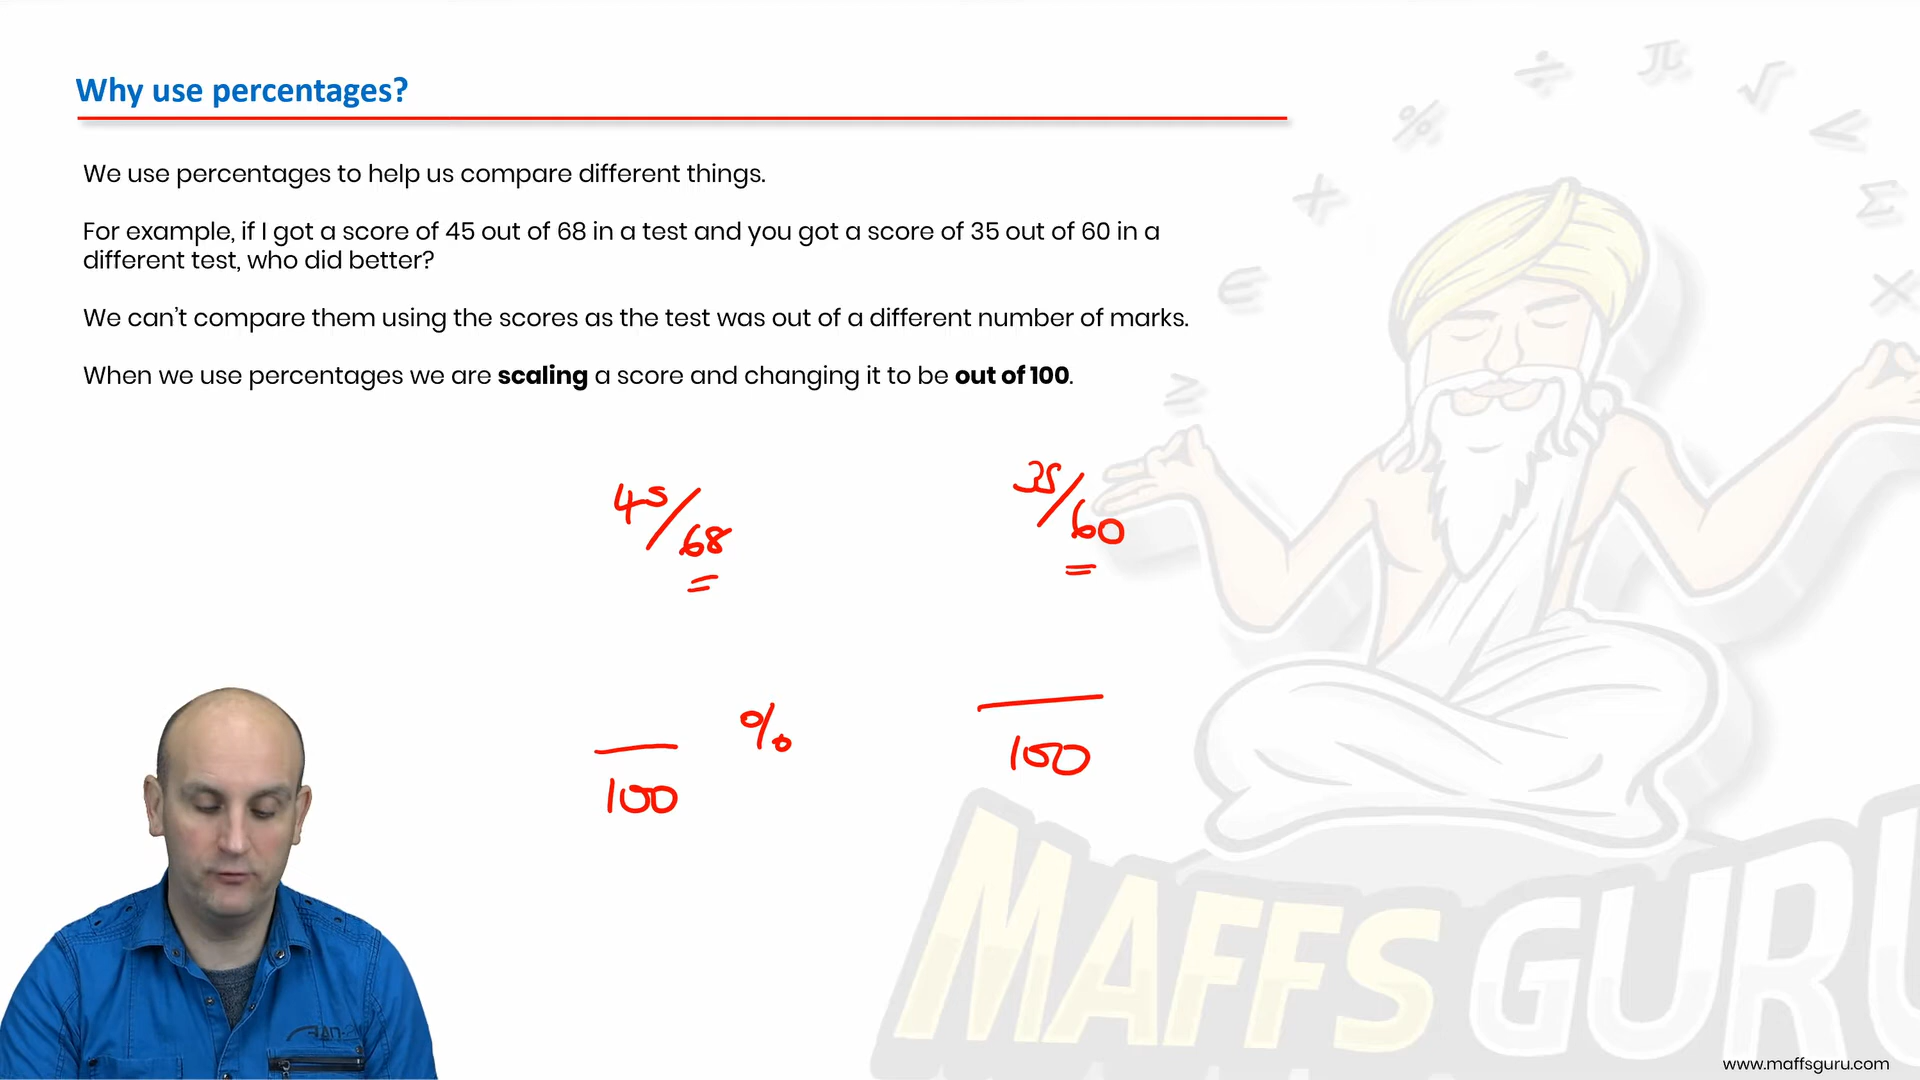 Why use percentages?
We use percentages to help us compare different things.
For example, if I got a score of 45 out of 68 in a test and you got a score of 35 out of 60 in a
different test, who did better?
We can’t compare them using the scores as the test was out of a different number of marks.
When we use percentages we are scaling a score and changing it to be out of 100.
45/68
35/60
%
100
100
MAFFS GURU
www.maffsguru.com